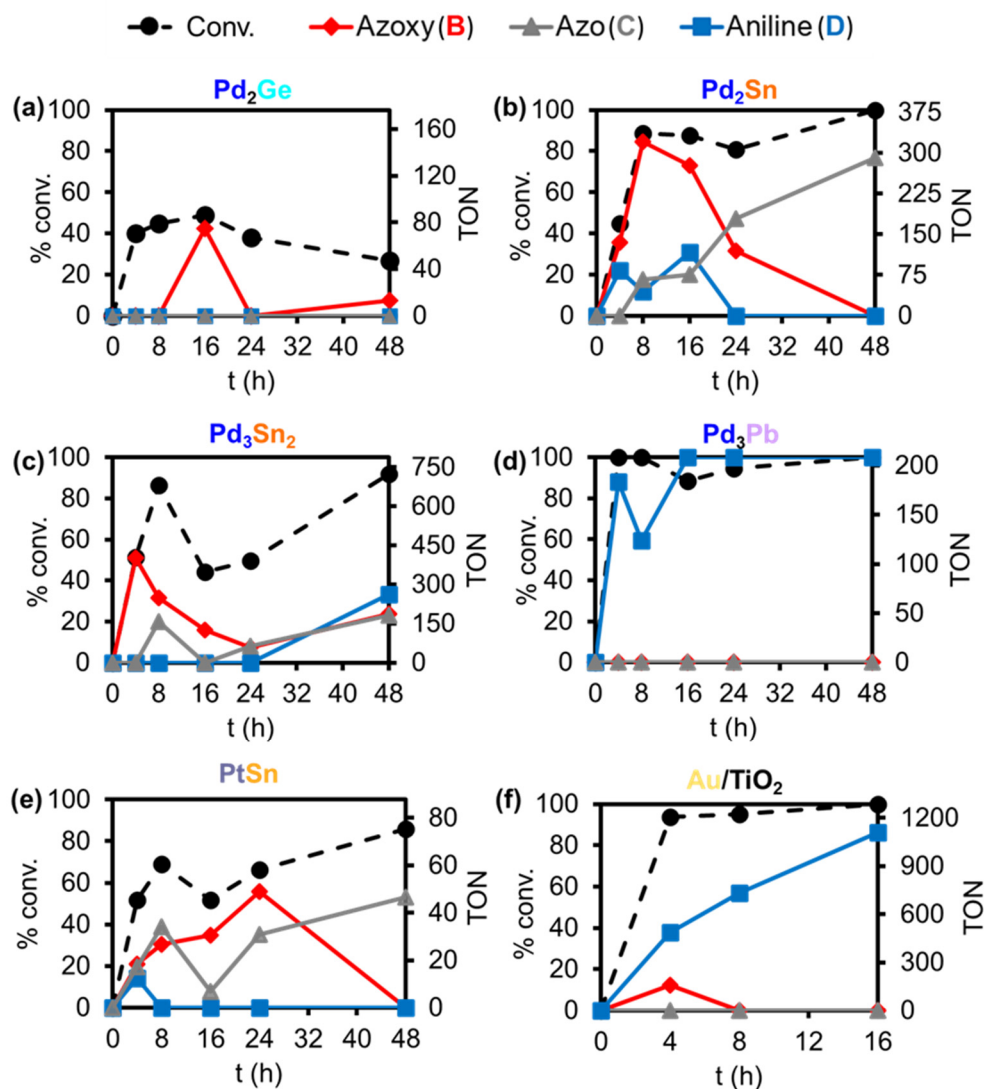 Conv. Azoxy (B) Azo (C) Aniline (D)
(a) Pd2Ge
100 80 60 40 20 0
% conv.
160 120 80 40 0
TON
0 8 16 24 32 40 48
t (h)
(b) Pd2Sn
100 80 60 40 20 0
% conv.
375 300 225 150 75 0
TON
0 8 16 24 32 40 48
t (h)
(c) Pd3Sn2
100 80 60 40 20 0
% conv.
750 600 450 300 150 0
TON
0 8 16 24 32 40 48
t (h)
(d) Pd3Pb
100 80 60 40 20 0
% conv.
200 150 100 50 0
TON
0 8 16 24 32 40 48
t (h)
(e) PtSn
100 80 60 40 20 0
% conv.
80 60 40 20 0
TON
0 8 16 24 32 40 48
t (h)
(f) Au/TiO2
100 80 60 40 20 0
% conv.
1200 900 600 300 0
TON
0 4 8 12 16
t (h)